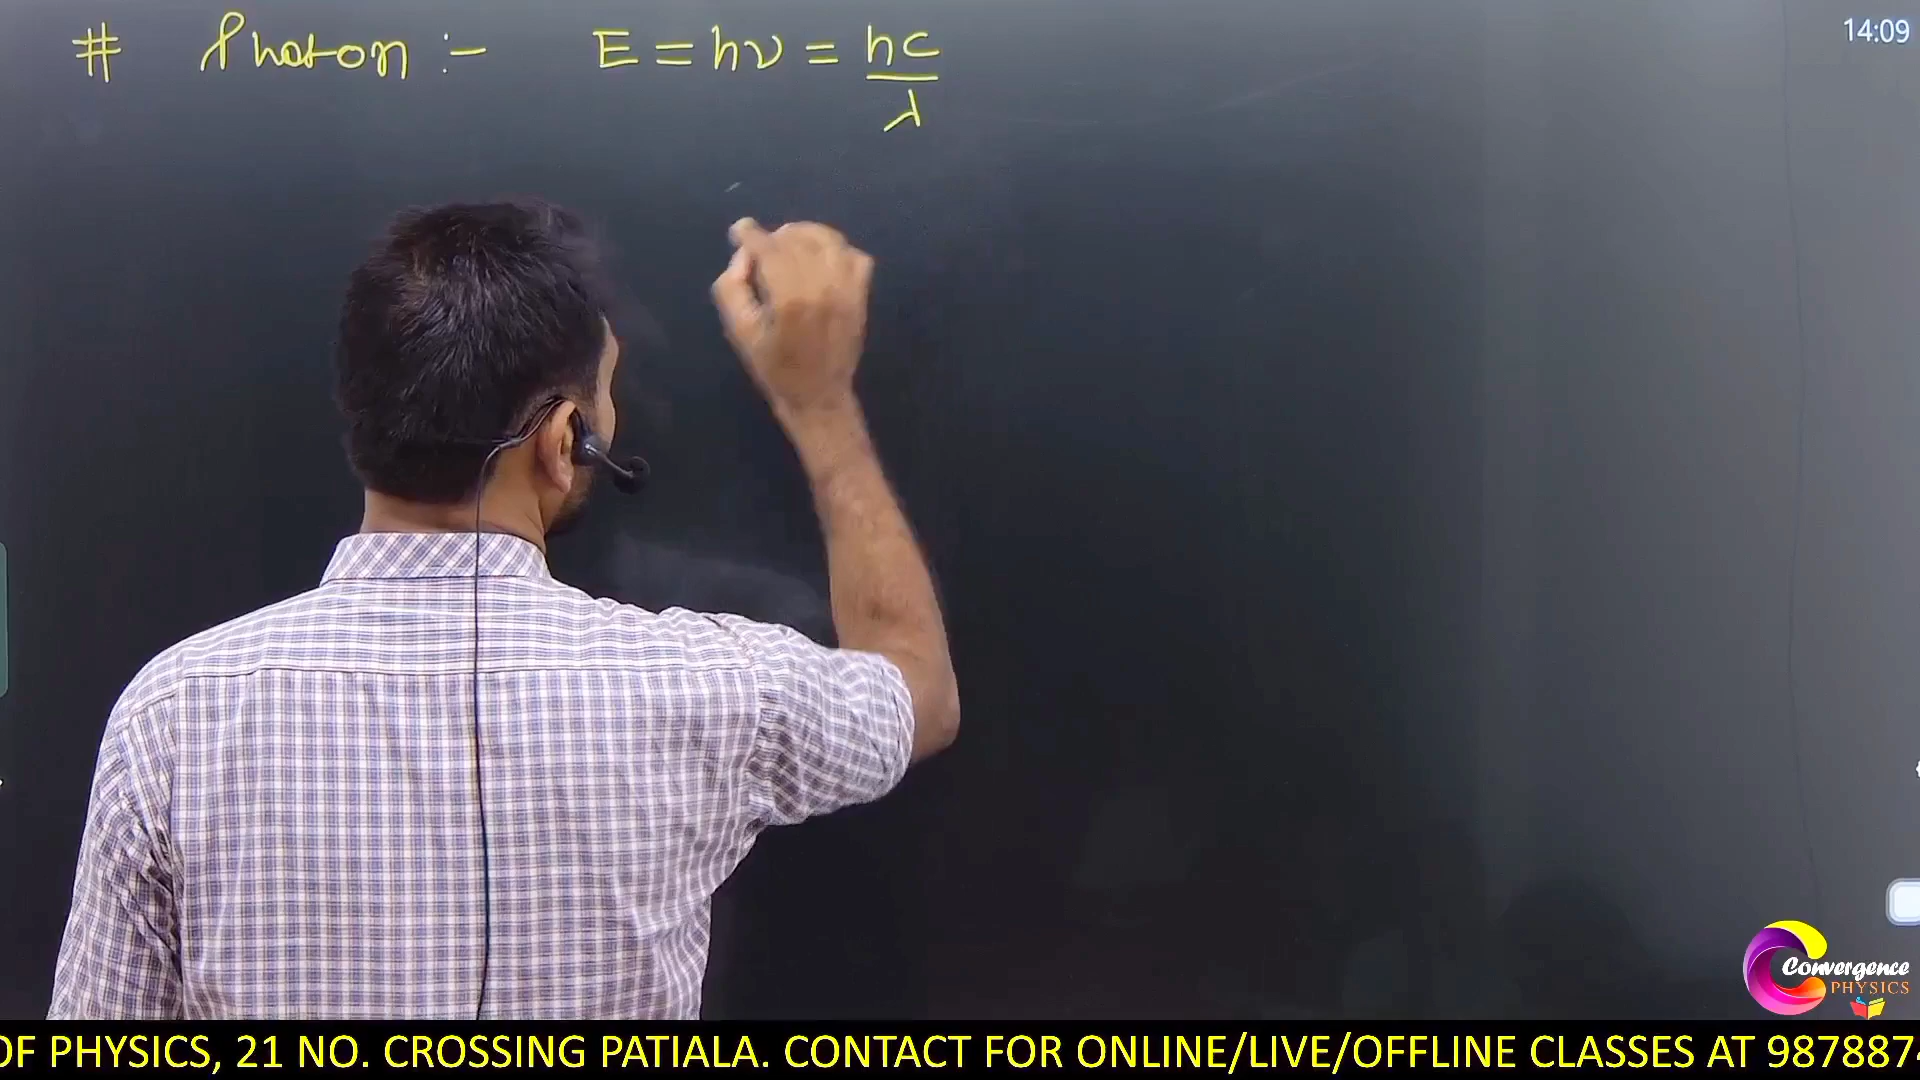 # Photon :- E = hν = hc/λ
14:09
Convergence
PHYSICS
OF PHYSICS, 21 NO. CROSSING PATIALA. CONTACT FOR ONLINE/LIVE/OFFLINE CLASSES AT 987887